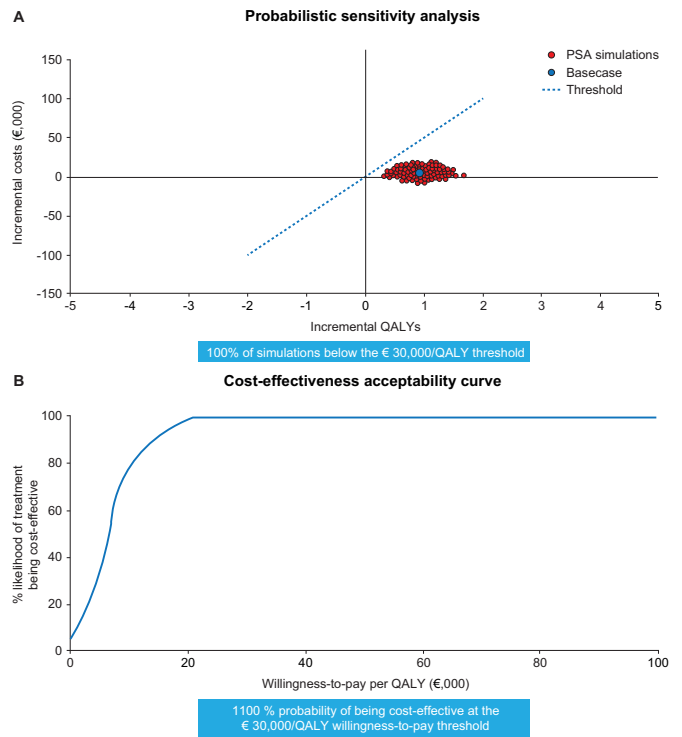 A
Probabilistic sensitivity analysis
PSA simulations
Basecase
Threshold
Incremental costs (€,000)
150
100
50
0
-50
-100
-150
-5 -4 -3 -2 -1 0 1 2 3 4 5
Incremental QALYs
100% of simulations below the € 30,000/QALY threshold
B
Cost-effectiveness acceptability curve
% likelihood of treatment
being cost-effective
100
80
60
40
20
0
0 20 40 60 80 100
Willingness-to-pay per QALY (€,000)
1100 % probability of being cost-effective at the
€ 30,000/QALY willingness-to-pay threshold